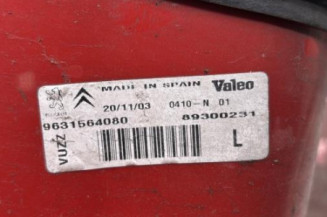 MADE IN SPAIN Valeo
20/11/03 0410-N 01
9631564080 89300231
VUZZ
L